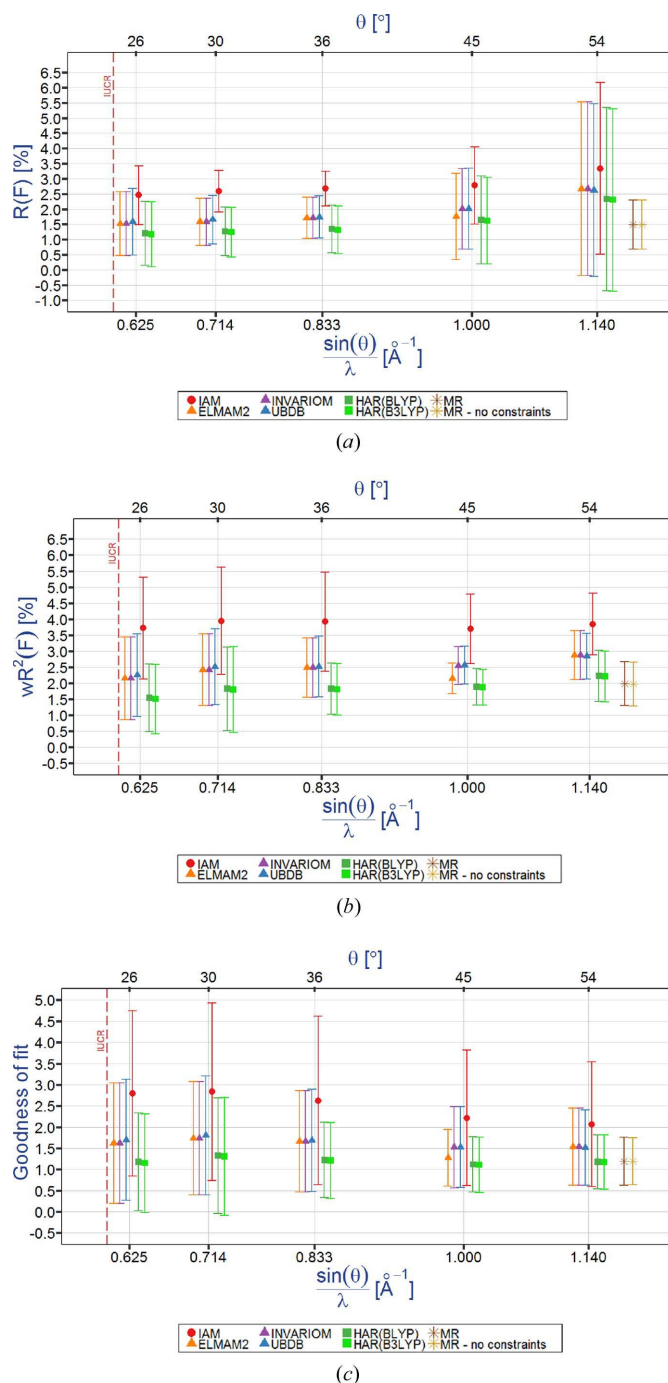 θ [°]
26 30 36 45 54
IUCR
R(F) [%]
6.5
6.0
5.5
5.0
4.5
4.0
3.5
3.0
2.5
2.0
1.5
1.0
0.5
0.0
-0.5
-1.0
0.625 0.714 0.833 1.000 1.140
sin(θ)
λ [Å⁻¹]
IAM INVARIOM HAR(BLYP) MR
ELMAM2 UBDB HAR(B3LYP) MR - no constraints
(a)
θ [°]
26 30 36 45 54
IUCR
wR²(F) [%]
6.5
6.0
5.5
5.0
4.5
4.0
3.5
3.0
2.5
2.0
1.5
1.0
0.5
0.0
-0.5
0.625 0.714 0.833 1.000 1.140
sin(θ)
λ [Å⁻¹]
IAM INVARIOM HAR(BLYP) MR
ELMAM2 UBDB HAR(B3LYP) MR - no constraints
(b)
θ [°]
26 30 36 45 54
IUCR
Goodness of fit
5.0
4.5
4.0
3.5
3.0
2.5
2.0
1.5
1.0
0.5
0.0
-0.5
0.625 0.714 0.833 1.000 1.140
sin(θ)
λ [Å⁻¹]
IAM INVARIOM HAR(BLYP) MR
ELMAM2 UBDB HAR(B3LYP) MR - no constraints
(c)